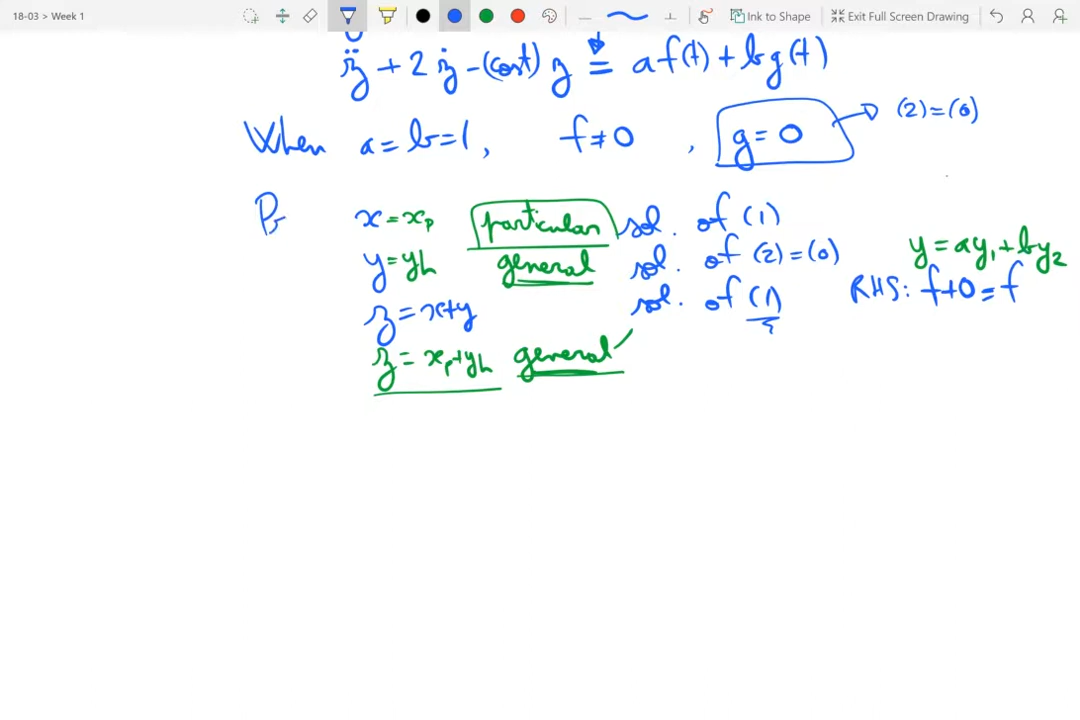 18-03 > Week 1
Ink to Shape
Exit Full Screen Drawing
z̈ + 2 ż - (cos t) z = a f(t) + b g(t)
When a = b = 1, f ≠ 0, g = 0 → (2) = (0)
x = xp particular sol. of (1)
y = yh general sol. of (2) = (0) y = ay₁ + by₂
z = x+y sol. of (1) RHS: f+0 = f
z = xp + yh general ✓